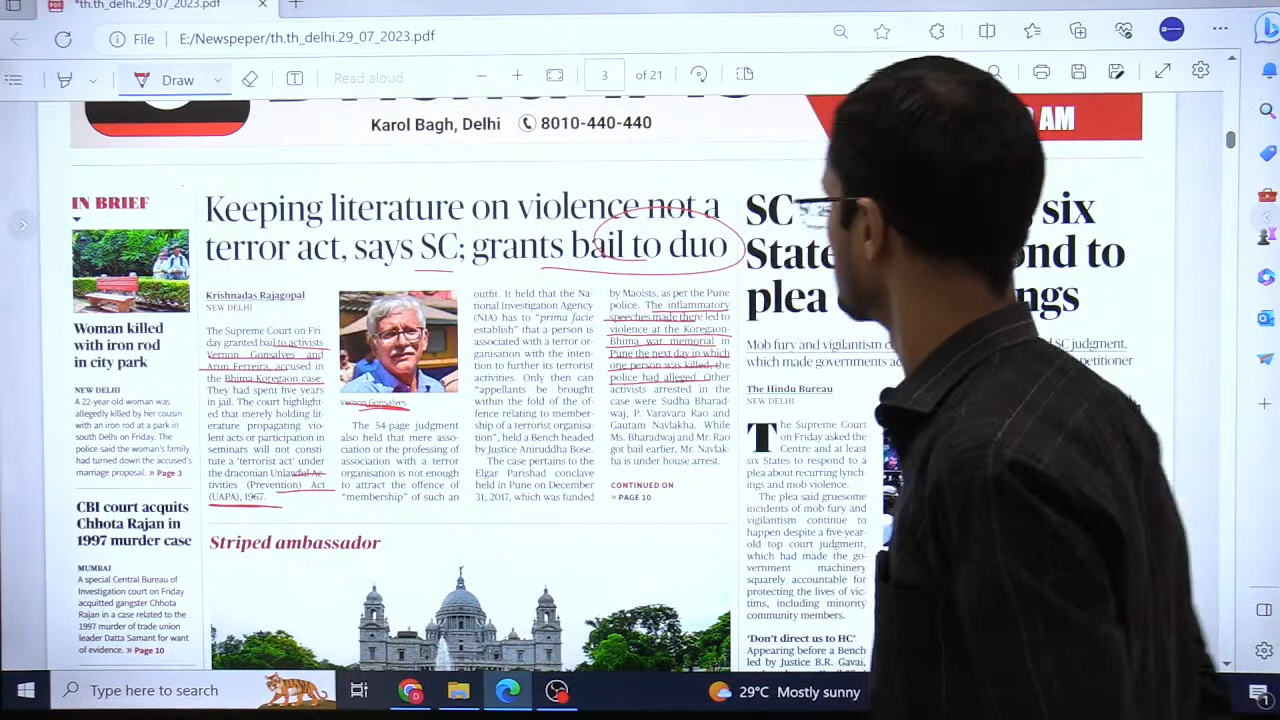 *th.th_delhi.29_07_2023.pdf
File
E:/Newspeper/th.th_delhi.29_07_2023.pdf
Draw
Read aloud
3
of 21
Karol Bagh, Delhi
8010-440-440
AM
IN BRIEF
Woman killed
with iron rod
in city park
NEW DELHI
A 22-year-old woman was
allegedly killed by her cousin
with an iron rod at a park in
south Delhi on Friday. The
police said the woman's family
had turned down the accused's
marriage proposal. » Page 3
CBI court acquits
Chhota Rajan in
1997 murder case
MUMBAI
A special Central Bureau of
Investigation court on Friday
acquitted gangster Chhota
Rajan in a case related to the
1997 murder of trade union
leader Datta Samant for want
of evidence. » Page 10
Keeping literature on violence not a
terror act, says SC; grants bail to duo
Krishnadas Rajagopal
NEW DELHI
The Supreme Court on Fri-
day granted bail to activists
Vernon Gonsalves and
Arun Ferreira, accused in
the Bhima Koregaon case.
They had spent five years
in jail. The court highlight-
ed that merely holding lit-
erature propagating vio-
lent acts or participation in
seminars will not consti-
tute a 'terrorist act' under
the draconian Unlawful Ac-
tivities (Prevention) Act
(UAPA), 1967.
Vernon Gonsalves
The 54-page judgment
also held that mere asso-
ciation or the professing of
association with a terror
organisation is not enough
to attract the offence of
"membership" of such an
outfit. It held that the Na-
tional Investigation Agency
(NIA) has to "prima facie
establish" that a person is
associated with a terror or-
ganisation with the inten-
tion to further its terrorist
activities. Only then can
"appellants be brought
within the fold of the of-
fence relating to member-
ship of a terrorist organisa-
tion", held a Bench headed
by Justice Aniruddha Bose.
The case pertains to the
Elgar Parishad conclave
held in Pune on December
31, 2017, which was funded
by Maoists, as per the Pune
police. The inflammatory
speeches made there led to
violence at the Koregaon-
Bhima war memorial in
Pune the next day in which
one person was killed, the
police had alleged. Other
activists arrested in the
case were Sudha Bharad-
waj, P. Varavara Rao and
Gautam Navlakha. While
Ms. Bharadwaj and Mr. Rao
got bail earlier, Mr. Navlak-
ha is under house arrest.
CONTINUED ON
» PAGE 10
Striped ambassador
SC six
State ond to
plea ngs
Mob fury and vigilantism SC judgment,
which made governments petitioner
The Hindu Bureau
NEW DELHI
The Supreme Court
on Friday asked the
Centre and at least
six States to respond to a
plea about recurring lynch
ings and mob violence.
The plea said gruesome
incidents of mob fury and
vigilantism continue to
happen despite a five-year-
old top court judgment,
which had made the go-
vernment machinery
squarely accountable for
protecting the lives of vic-
tims, including minority
community members.
'Don't direct us to HC'
Appearing before a Bench
led by Justice B.R. Gavai,
Type here to search
29°C Mostly sunny
1